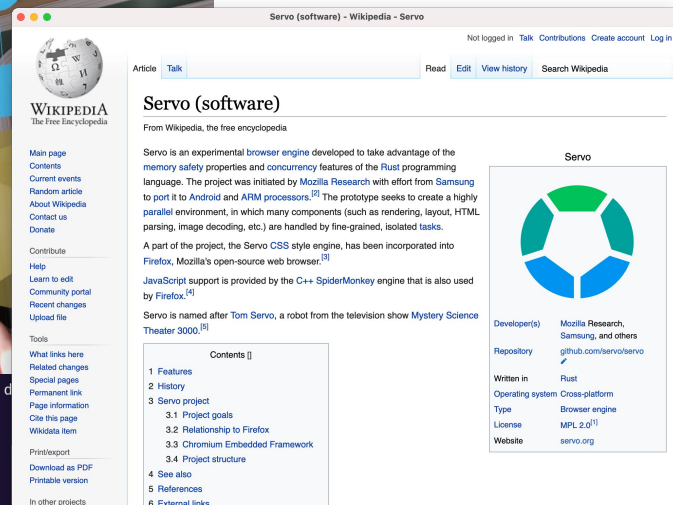 Servo (software) - Wikipedia - Servo
Not logged in Talk Contributions Create account Log in
Article Talk
Read Edit View history Search Wikipedia
WIKIPEDIA
The Free Encyclopedia
Main page
Contents
Current events
Random article
About Wikipedia
Contact us
Donate
Contribute
Help
Learn to edit
Community portal
Recent changes
Upload file
Tools
What links here
Related changes
Special pages
Permanent link
Page information
Cite this page
Wikidata item
Print/export
Download as PDF
Printable version
In other projects
Servo (software)
From Wikipedia, the free encyclopedia
Servo is an experimental browser engine developed to take advantage of the
memory safety properties and concurrency features of the Rust programming
language. The project was initiated by Mozilla Research with effort from Samsung
to port it to Android and ARM processors.[2] The prototype seeks to create a highly
parallel environment, in which many components (such as rendering, layout, HTML
parsing, image decoding, etc.) are handled by fine-grained, isolated tasks.
A part of the project, the Servo CSS style engine, has been incorporated into
Firefox, Mozilla's open-source web browser.[3]
JavaScript support is provided by the C++ SpiderMonkey engine that is also used
by Firefox.[4]
Servo is named after Tom Servo, a robot from the television show Mystery Science
Theater 3000.[5]
Contents []
1 Features
2 History
3 Servo project
3.1 Project goals
3.2 Relationship to Firefox
3.3 Chromium Embedded Framework
3.4 Project structure
4 See also
5 References
6 External links
Servo
Developer(s) Mozilla Research,
Samsung, and others
Repository github.com/servo/servo
Written in Rust
Operating system Cross-platform
Type Browser engine
License MPL 2.0[1]
Website servo.org
d